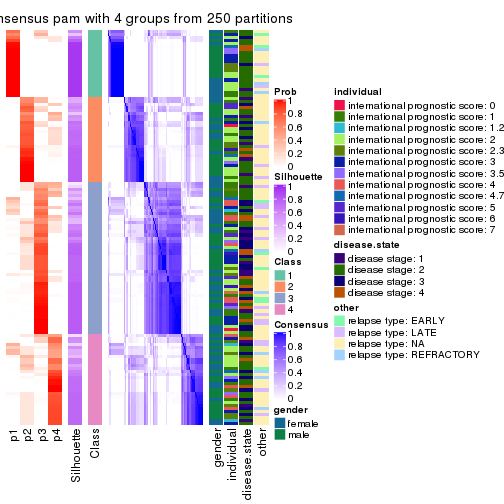 nsensus pam with 4 groups from 250 partitions
Prob
1
0.8
0.6
0.4
0.2
0
Silhouette
1
0.8
0.6
0.4
0.2
0
Class
1
2
3
4
Consensus
1
0.8
0.6
0.4
0.2
0
gender
female
male
individual
international prognostic score: 0
international prognostic score: 1
international prognostic score: 1.2
international prognostic score: 2
international prognostic score: 2.3
international prognostic score: 3
international prognostic score: 3.5
international prognostic score: 4
international prognostic score: 4.7
international prognostic score: 5
international prognostic score: 6
international prognostic score: 7
disease.state
disease stage: 1
disease stage: 2
disease stage: 3
disease stage: 4
other
relapse type: EARLY
relapse type: LATE
relapse type: NA
relapse type: REFRACTORY
p1
p2
p3
p4
Silhouette
Class
gender
individual
disease.state
other